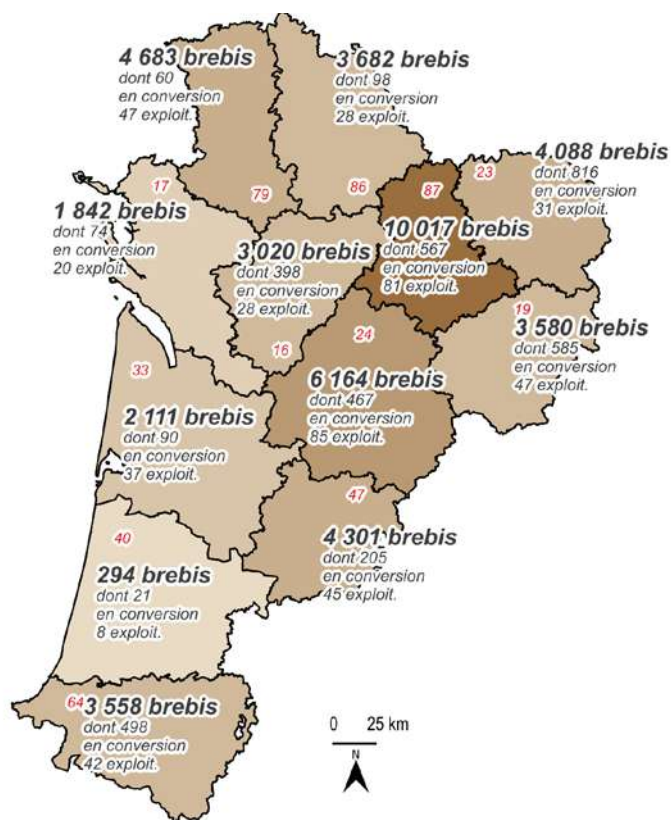 4 683 brebis
dont 60
en conversion
47 exploit.
79
3 682 brebis
dont 98
en conversion
28 exploit.
86
23
4 088 brebis
dont 816
en conversion
31 exploit.
17
1 842 brebis
dont 74
en conversion
20 exploit.
87
10 017 brebis
dont 567
en conversion
81 exploit.
3 020 brebis
dont 398
en conversion
28 exploit.
16
19
3 580 brebis
dont 585
en conversion
47 exploit.
24
6 164 brebis
dont 467
en conversion
85 exploit.
33
2 111 brebis
dont 90
en conversion
37 exploit.
47
4 301 brebis
dont 205
en conversion
45 exploit.
40
294 brebis
dont 21
en conversion
8 exploit.
64
3 558 brebis
dont 498
en conversion
42 exploit.
0 25 km
N